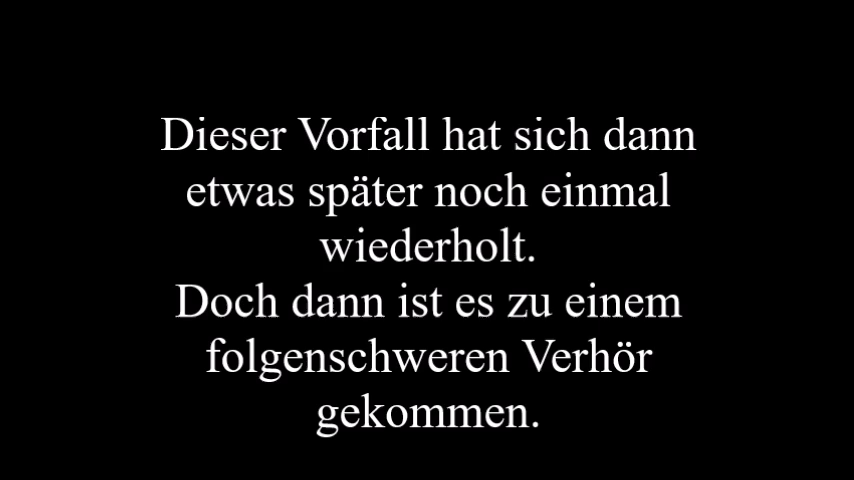 Dieser Vorfall hat sich dann
etwas später noch einmal
wiederholt.
Doch dann ist es zu einem
folgenschweren Verhör
gekommen.